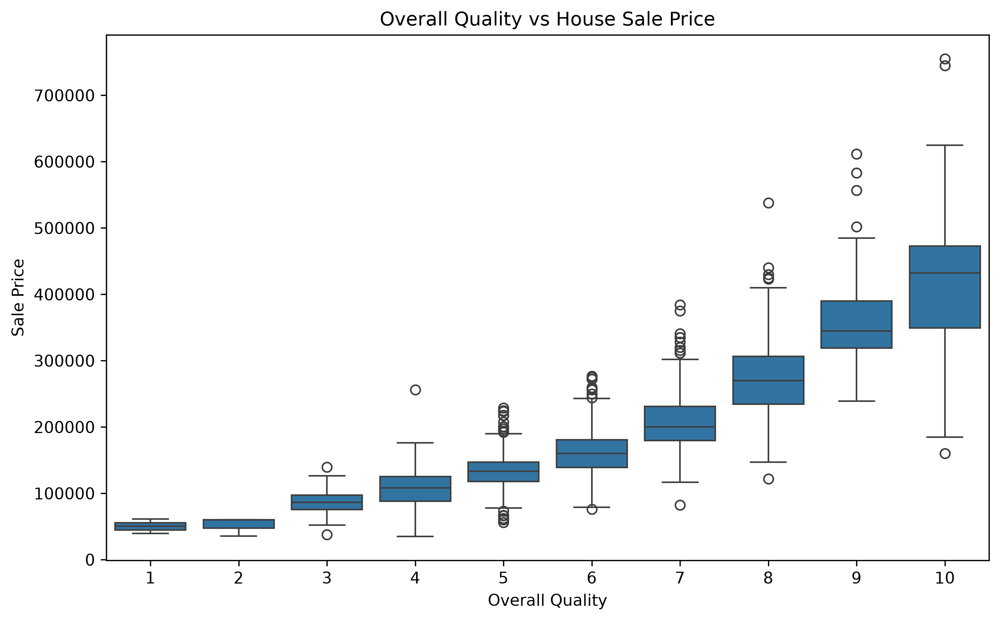 Overall Quality vs House Sale Price
Sale Price
700000
600000
500000
400000
300000
200000
100000
0
1 2 3 4 5 6 7 8 9 10
Overall Quality